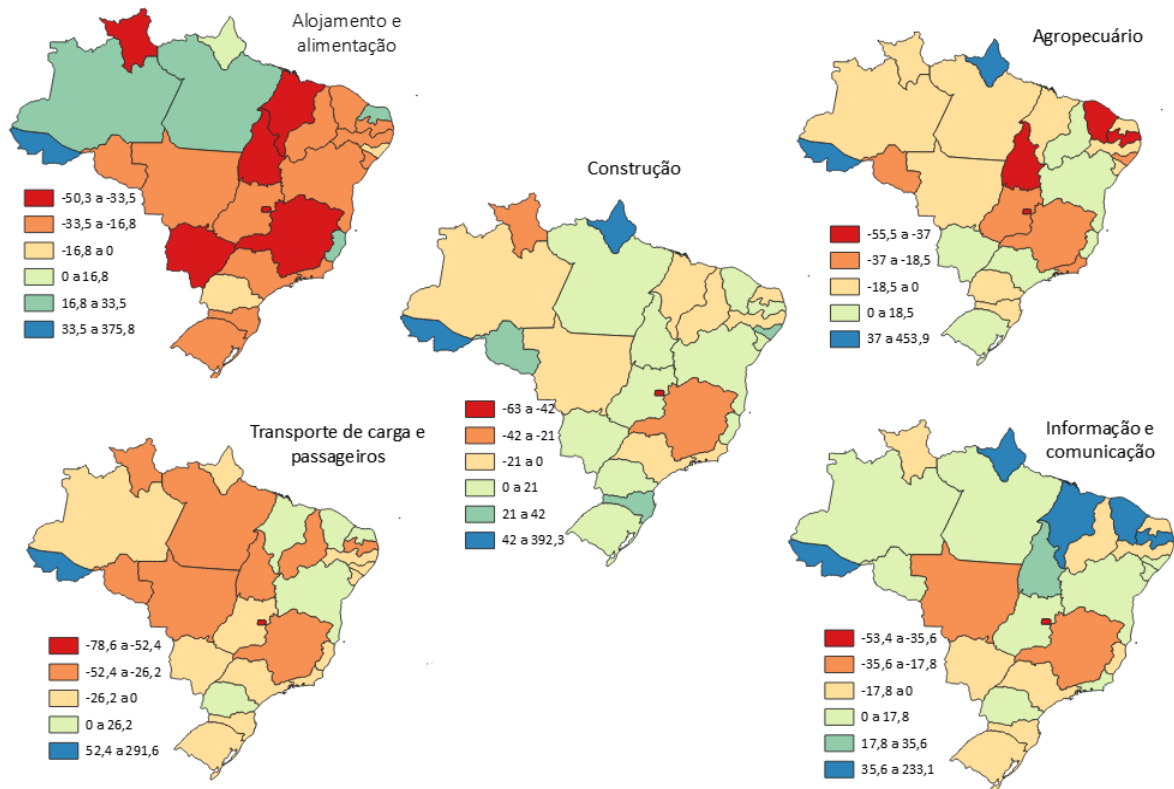 Alojamento e
alimentação
-50,3 a -33,5
-33,5 a -16,8
-16,8 a 0
0 a 16,8
16,8 a 33,5
33,5 a 375,8
Agropecuário
-55,5 a -37
-37 a -18,5
-18,5 a 0
0 a 18,5
37 a 453,9
Construção
-63 a -42
-42 a -21
-21 a 0
0 a 21
21 a 42
42 a 392,3
Transporte de carga e
passageiros
-78,6 a -52,4
-52,4 a -26,2
-26,2 a 0
0 a 26,2
52,4 a 291,6
Informação e
comunicação
-53,4 a -35,6
-35,6 a -17,8
-17,8 a 0
0 a 17,8
17,8 a 35,6
35,6 a 233,1